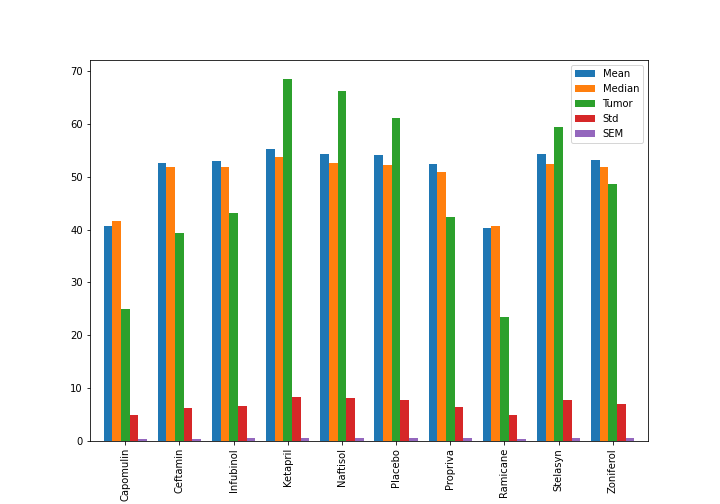 70
60
50
40
30
20
10
0
Mean
Median
Tumor
Std
SEM
Capomulin
Ceftamin
Infubinol
Ketapril
Naftisol
Placebo
Propriva
Ramicane
Stelasyn
Zoniferol